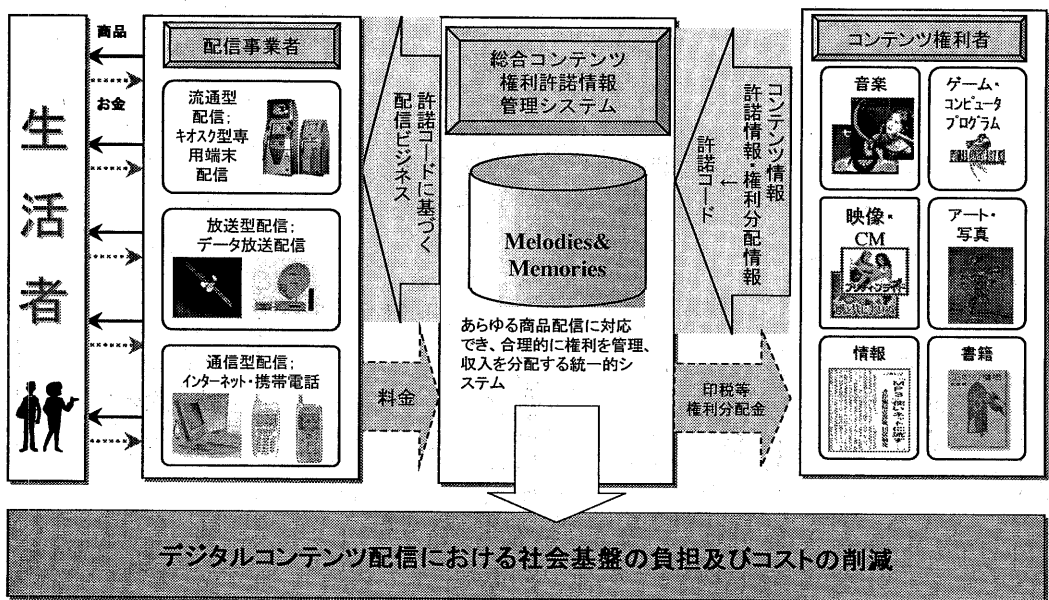 商品
お金
生活者
配信事業者
流通型
配信;
キオスク型専
用端末
配信
放送型配信;
データ放送配信
通信型配信;
インターネット・携帯電話
許諾コードに基づく
配信ビジネス
料金
総合コンテンツ
権利許諾情報
管理システム
Melodies&
Memories
あらゆる商品配信に対応
でき、合理的に権利を管理、
収入を分配する統一的シ
ステム
コンテンツ情報
許諾情報・権利分配情報
↓
許諾コード
印税等
権利分配金
コンテンツ権利者
音楽
ゲーム・
コンピュータ
プログラム
映像・
CM
アート・
写真
情報
書籍
デジタルコンテンツ配信における社会基盤の負担及びコストの削減